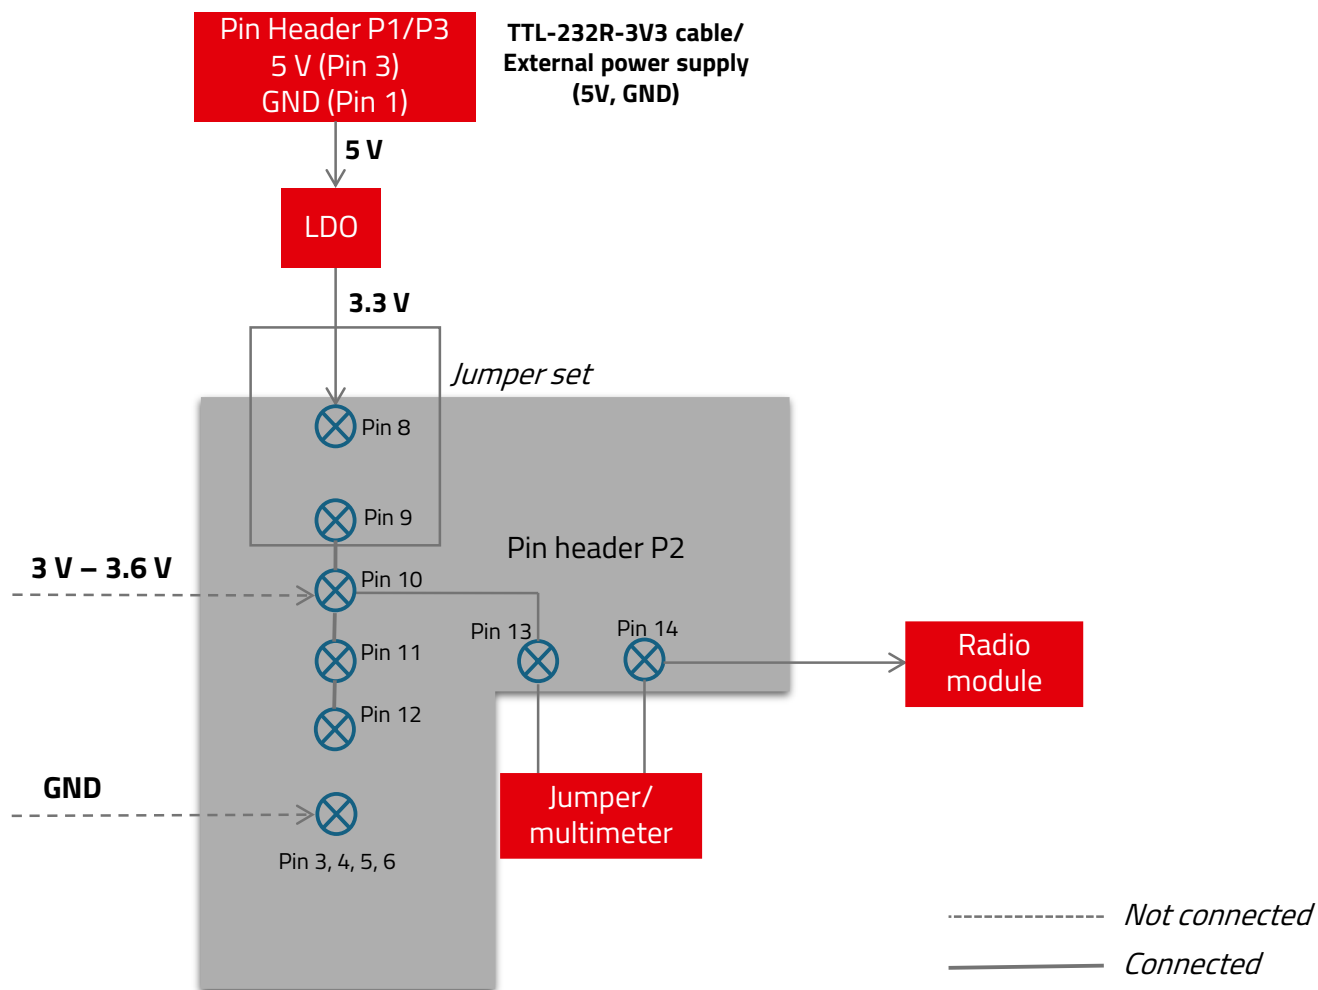 Pin Header P1/P3
5 V (Pin 3)
GND (Pin 1)
TTL-232R-3V3 cable/
External power supply
(5V, GND)
5 V
LDO
3.3 V
Jumper set
Pin 8
Pin 9
Pin header P2
3 V – 3.6 V
Pin 10
Pin 13
Pin 14
Pin 11
Radio
module
Pin 12
GND
Jumper/
multimeter
Pin 3, 4, 5, 6
Not connected
Connected